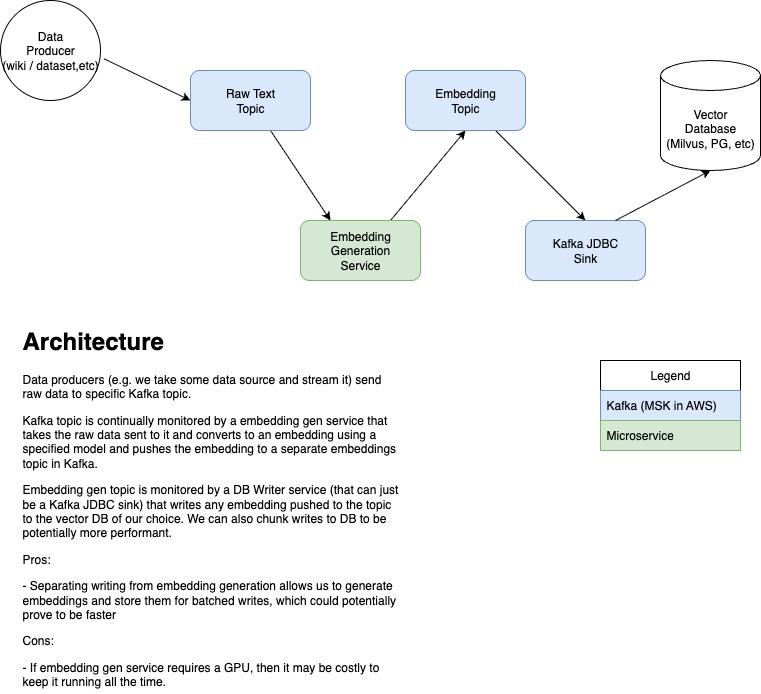 Data
Producer
(wiki / dataset,etc)
Raw Text
Topic
Embedding
Topic
Vector
Database
(Milvus, PG, etc)
Embedding
Generation
Service
Kafka JDBC
Sink
Architecture
Data producers (e.g. we take some data source and stream it) send
raw data to specific Kafka topic.
Kafka topic is continually monitored by a embedding gen service that
takes the raw data sent to it and converts to an embedding using a
specified model and pushes the embedding to a separate embeddings
topic in Kafka.
Embedding gen topic is monitored by a DB Writer service (that can just
be a Kafka JDBC sink) that writes any embedding pushed to the topic
to the vector DB of our choice. We can also chunk writes to DB to be
potentially more performant.
Pros:
- Separating writing from embedding generation allows us to generate
embeddings and store them for batched writes, which could potentially
prove to be faster
Cons:
- If embedding gen service requires a GPU, then it may be costly to
keep it running all the time.
Legend
Kafka (MSK in AWS)
Microservice